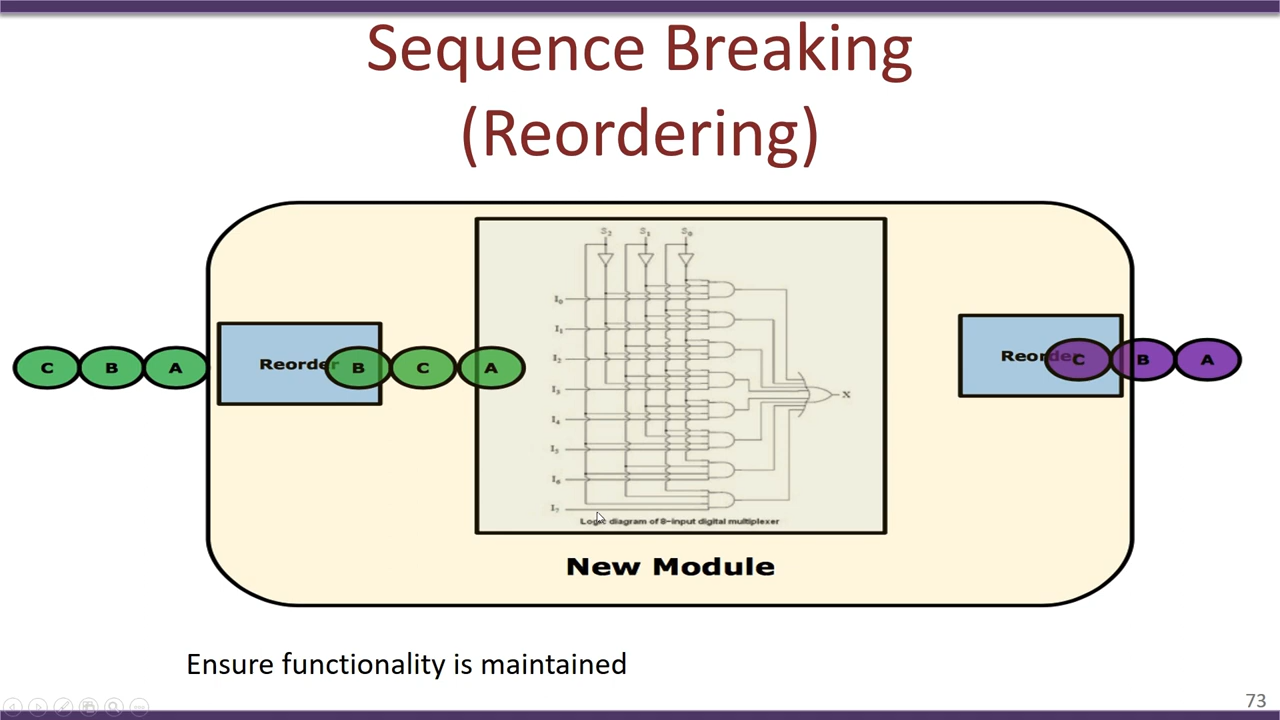 Sequence Breaking
(Reordering)
S2 S1 S0
I0
I1
I2
I3
I4
I5
I6
I7
X
Logic diagram of 8-input digital multiplexer
C B A
Reorder
B C A
Reorder
C B A
New Module
Ensure functionality is maintained
73